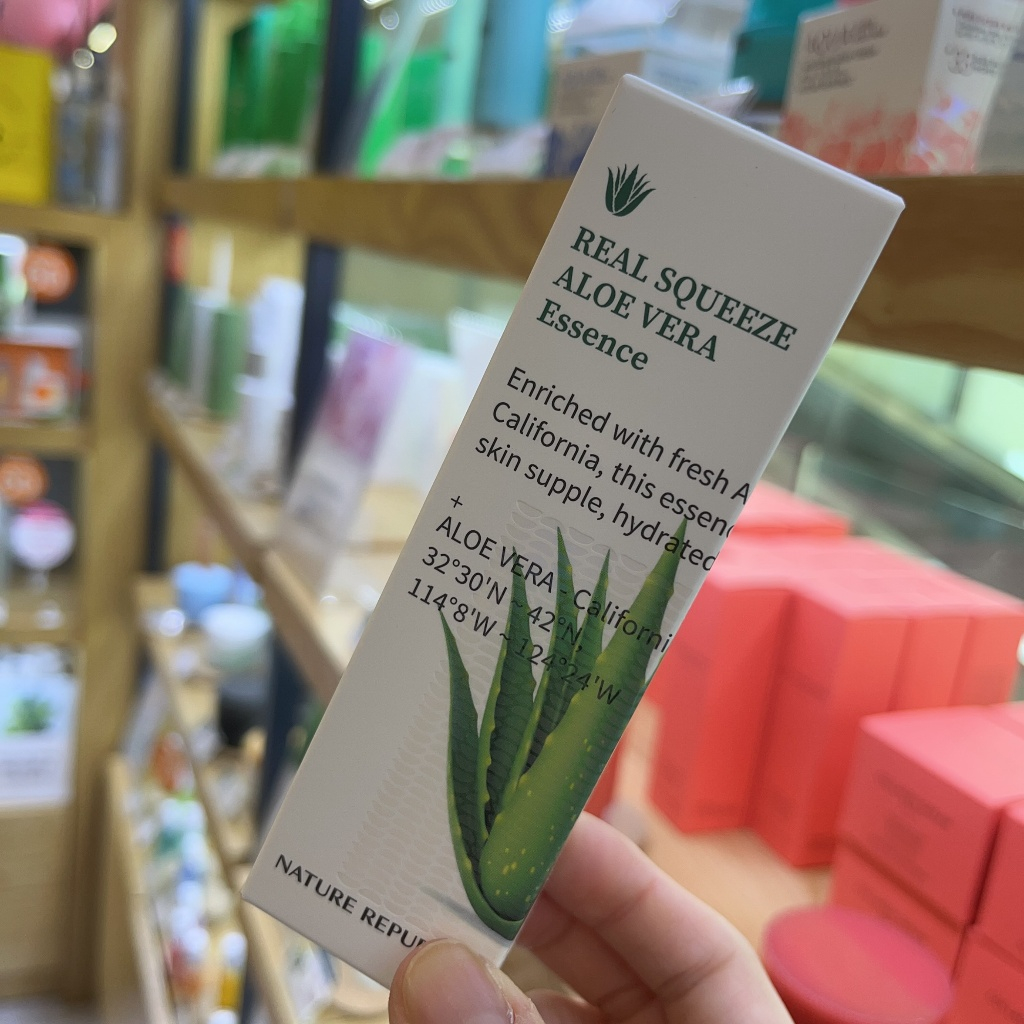 REAL SQUEEZE
ALOE VERA
Essence
Enriched with fresh A
California, this essenc
skin supple, hydrated
+
ALOE VERA - Californi
32°30'N ~ 42°N,
114°8'W ~ 124°24'W
NATURE REPU